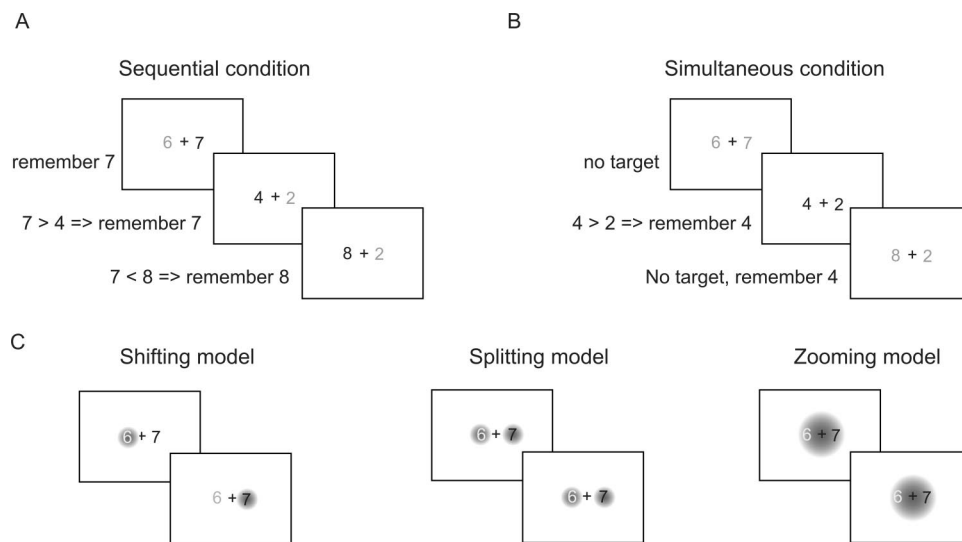 A
Sequential condition
6 + 7
remember 7
4 + 2
7 > 4 => remember 7
8 + 2
7 < 8 => remember 8
B
Simultaneous condition
6 + 7
no target
4 + 2
4 > 2 => remember 4
8 + 2
No target, remember 4
C
Shifting model
6 + 7
6 + 7
Splitting model
6 + 7
6 + 7
Zooming model
6 + 7
6 + 7